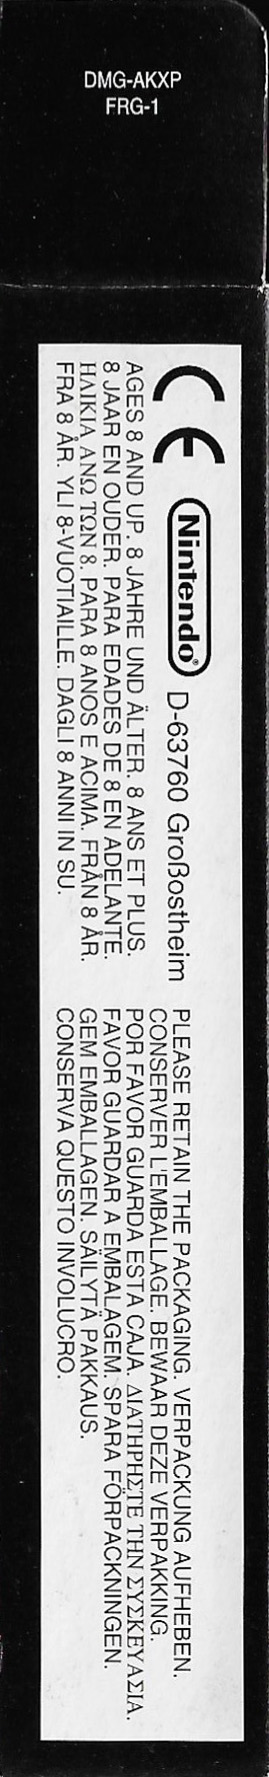 DMG-AKXP
FRG-1
CE Nintendo® D-63760 Großostheim
AGES 8 AND UP. 8 JAHRE UND ÄLTER. 8 ANS ET PLUS.
8 JAAR EN OUDER. PARA EDADES DE 8 EN ADELANTE.
ΗΛΙΚΙΑ ΑΝΩ ΤΩΝ 8. PARA 8 ANOS E ACIMA. FRÅN 8 ÅR.
FRA 8 ÅR. YLI 8-VUOTIAILLE. DAGLI 8 ANNI IN SU.
PLEASE RETAIN THE PACKAGING. VERPACKUNG AUFHEBEN.
CONSERVER L'EMBALLAGE. BEWAAR DEZE VERPAKKING.
POR FAVOR GUARDA ESTA CAJA. ΔΙΑΤΗΡΗΣΤΕ ΤΗΝ ΣΥΣΚΕΥΑΣΙΑ.
FAVOR GUARDAR A EMBALAGEM. SPARA FÖRPACKNINGEN.
GEM EMBALLAGEN. SÄILYTÄ PAKKAUS.
CONSERVA QUESTO INVOLUCRO.